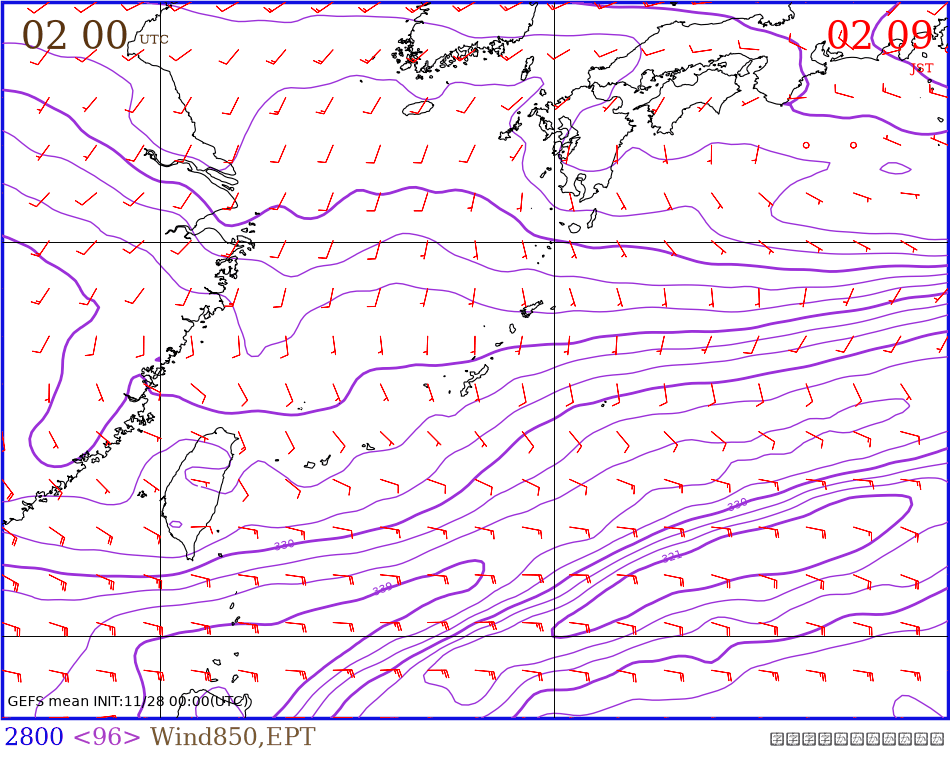 02 00 UTC
02 09
JST
330
330
321
330
GEFS mean INIT:11/28 00:00(UTC))
2800 <96> Wind850,EPT